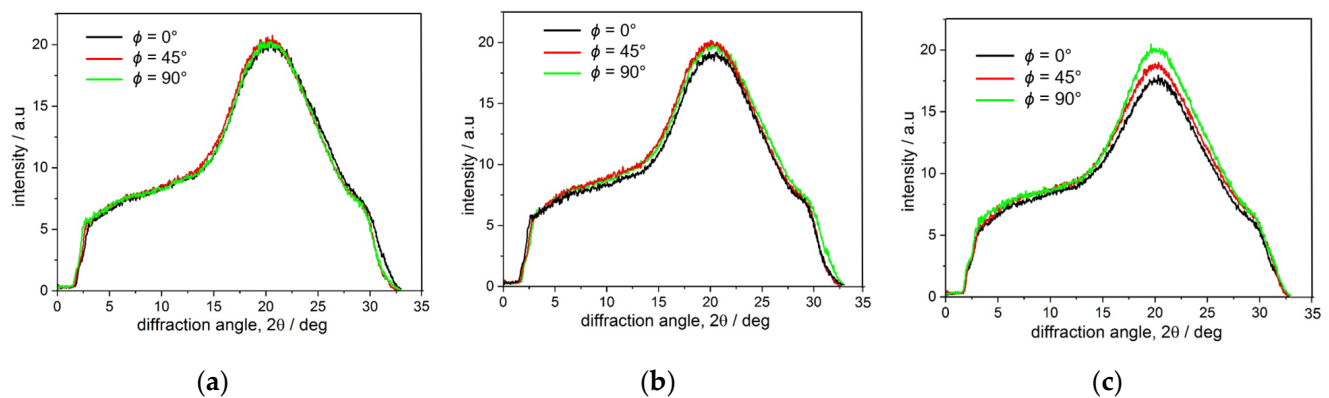 ϕ = 0°
ϕ = 45°
ϕ = 90°
intensity / a.u
20
15
10
5
0
0 5 10 15 20 25 30 35
diffraction angle, 2θ / deg
(a)
ϕ = 0°
ϕ = 45°
ϕ = 90°
intensity / a.u
20
15
10
5
0
0 5 10 15 20 25 30 35
diffraction angle, 2θ / deg
(b)
ϕ = 0°
ϕ = 45°
ϕ = 90°
intensity / a.u
20
15
10
5
0
0 5 10 15 20 25 30 35
diffraction angle, 2θ / deg
(c)